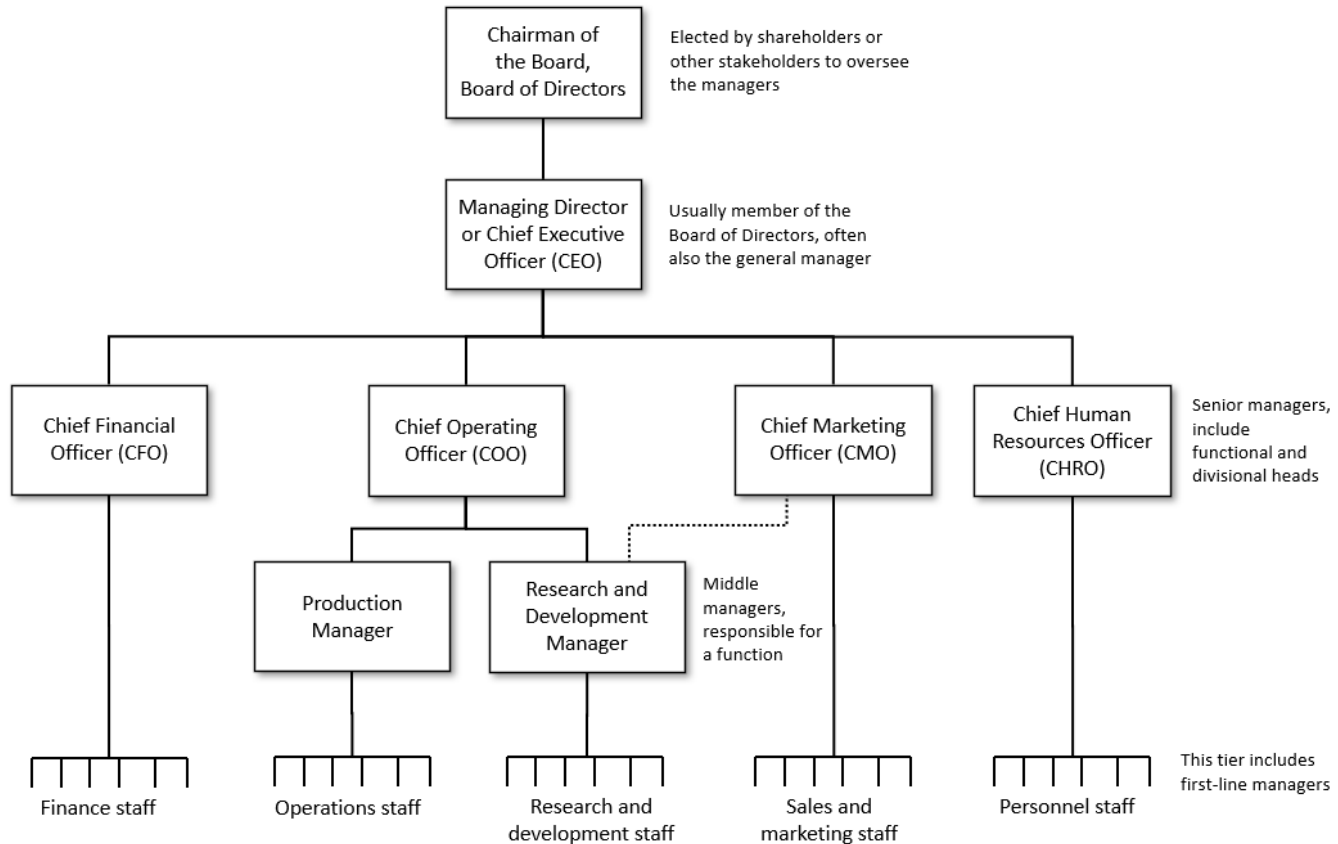 Chairman of
the Board,
Board of Directors
Elected by shareholders or
other stakeholders to oversee
the managers
Managing Director
or Chief Executive
Officer (CEO)
Usually member of the
Board of Directors, often
also the general manager
Chief Financial
Officer (CFO)
Chief Operating
Officer (COO)
Chief Marketing
Officer (CMO)
Chief Human
Resources Officer
(CHRO)
Senior managers,
include
functional and
divisional heads
Production
Manager
Research and
Development
Manager
Middle
managers,
responsible for
a function
Finance staff
Operations staff
Research and
development staff
Sales and
marketing staff
Personnel staff
This tier includes
first-line managers